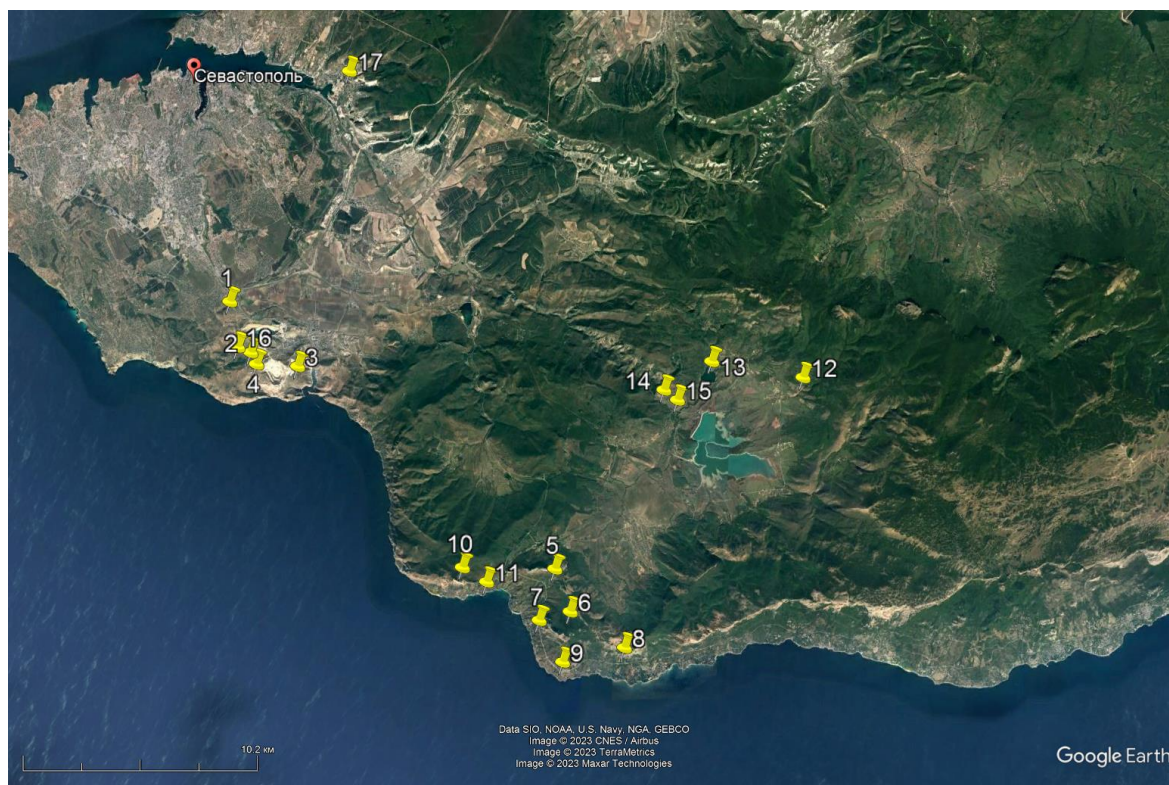 17
Севастополь
1
2
16
3
4
13
12
14
15
10
5
11
7
6
8
9
Data SIO, NOAA, U.S. Navy, NGA, GEBCO
Image © 2023 CNES / Airbus
Image © 2023 TerraMetrics
Image © 2023 Maxar Technologies
10.2 км
Google Earth